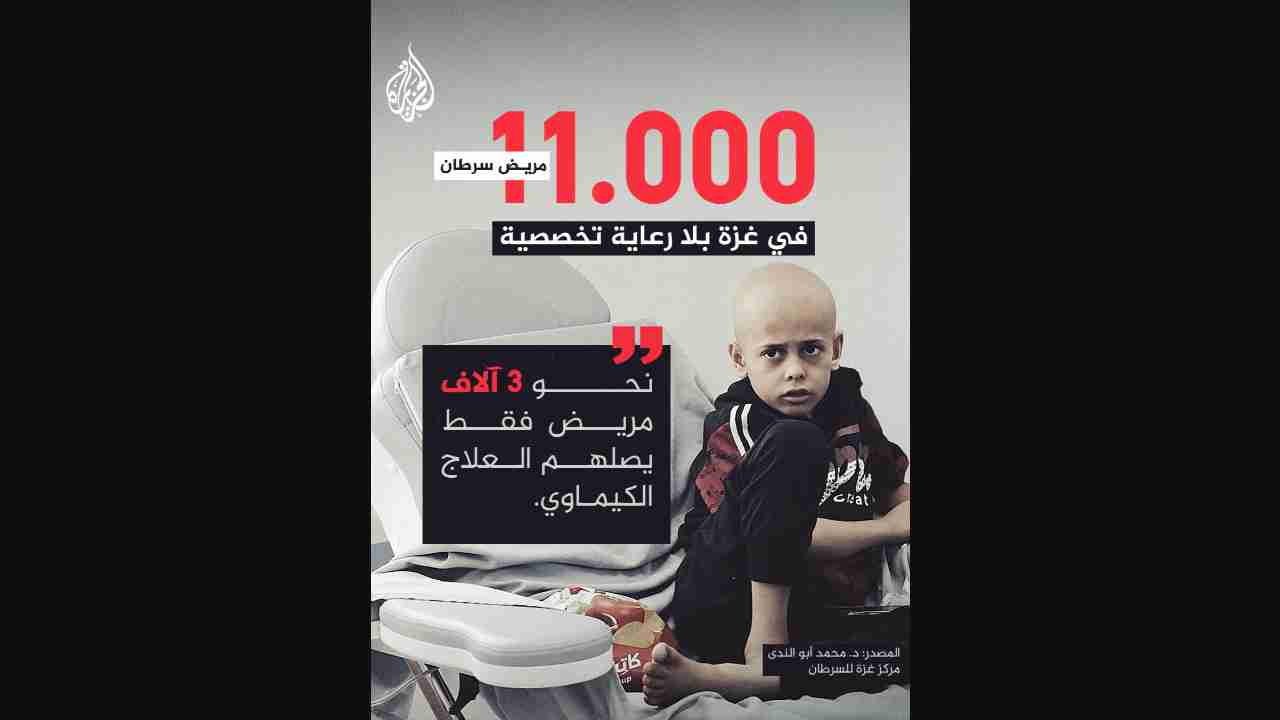 11.000
مريض سرطان
في غزة بلا رعاية تخصصية
نحو 3 آلاف
مريض فقط
يصلهم العلاج
الكيماوي.
المصدر: د. محمد أبو الندى
مركز غزة للسرطان